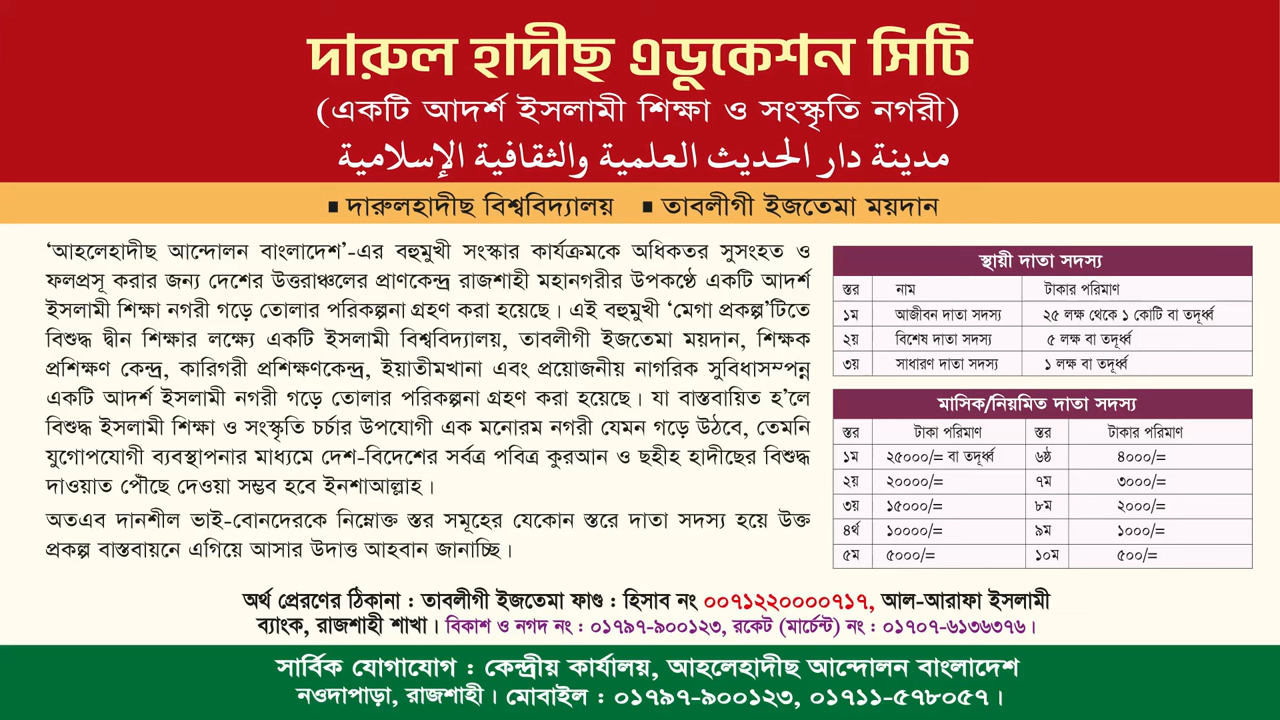 দারুল হাদীছ এডুকেশন সিটি
(একটি আদর্শ ইসলামী শিক্ষা ও সংস্কৃতি নগরী)
مدينة دار الحديث العلمية والثقافية الإسلامية
▪ দারুলহাদীছ বিশ্ববিদ্যালয় ▪ তাবলীগী ইজতেমা ময়দান
‘আহলেহাদীছ আন্দোলন বাংলাদেশ’-এর বহুমুখী সংস্কার কার্যক্রমকে অধিকতর সুসংহত ও
ফলপ্রসূ করার জন্য দেশের উত্তরাঞ্চলের প্রাণকেন্দ্র রাজশাহী মহানগরীর উপকণ্ঠে একটি আদর্শ
ইসলামী শিক্ষা নগরী গড়ে তোলার পরিকল্পনা গ্রহণ করা হয়েছে। এই বহুমুখী ‘মেগা প্রকল্প’টিতে
বিশুদ্ধ দ্বীন শিক্ষার লক্ষ্যে একটি ইসলামী বিশ্ববিদ্যালয়, তাবলীগী ইজতেমা ময়দান, শিক্ষক
প্রশিক্ষণ কেন্দ্র, কারিগরী প্রশিক্ষণকেন্দ্র, ইয়াতীমখানা এবং প্রয়োজনীয় নাগরিক সুবিধাসম্পন্ন
একটি আদর্শ ইসলামী নগরী গড়ে তোলার পরিকল্পনা গ্রহণ করা হয়েছে। যা বাস্তবায়িত হ’লে
বিশুদ্ধ ইসলামী শিক্ষা ও সংস্কৃতি চর্চার উপযোগী এক মনোরম নগরী যেমন গড়ে উঠবে, তেমনি
যুগোপযোগী ব্যবস্থাপনার মাধ্যমে দেশ-বিদেশের সর্বত্র পবিত্র কুরআন ও ছহীহ হাদীছের বিশুদ্ধ
দাওয়াত পৌঁছে দেওয়া সম্ভব হবে ইনশাআল্লাহ।
অতএব দানশীল ভাই-বোনদেরকে নিম্নোক্ত স্তর সমূহের যেকোন স্তরে দাতা সদস্য হয়ে উক্ত
প্রকল্প বাস্তবায়নে এগিয়ে আসার উদাত্ত আহবান জানাচ্ছি।
স্থায়ী দাতা সদস্য
স্তর নাম টাকার পরিমাণ
১ম আজীবন দাতা সদস্য ২৫ লক্ষ থেকে ১ কোটি বা তদূর্ধ্ব
২য় বিশেষ দাতা সদস্য ৫ লক্ষ বা তদূর্ধ্ব
৩য় সাধারণ দাতা সদস্য ১ লক্ষ বা তদূর্ধ্ব
মাসিক/নিয়মিত দাতা সদস্য
স্তর টাকা পরিমাণ স্তর টাকার পরিমাণ
১ম ২৫০০০/= বা তদূর্ধ্ব ৬ষ্ঠ ৪০০০/=
২য় ২০০০০/= ৭ম ৩০০০/=
৩য় ১৫০০০/= ৮ম ২০০০/=
৪র্থ ১০০০০/= ৯ম ১০০০/=
৫ম ৫০০০/= ১০ম ৫০০/=
অর্থ প্রেরণের ঠিকানা : তাবলীগী ইজতেমা ফাণ্ড : হিসাব নং ০০৭১২২০০০০৭১৭, আল-আরাফা ইসলামী
ব্যাংক, রাজশাহী শাখা। বিকাশ ও নগদ নং : ০১৭৯৭-৯০০১২৩, রকেট (মার্চেন্ট) নং : ০১৭০৭-৬১৩৬৩৭৬।
সার্বিক যোগাযোগ : কেন্দ্রীয় কার্যালয়, আহলেহাদীছ আন্দোলন বাংলাদেশ
নওদাপাড়া, রাজশাহী। মোবাইল : ০১৭৯৭-৯০০১২৩, ০১৭১১-৫৭৮০৫৭।